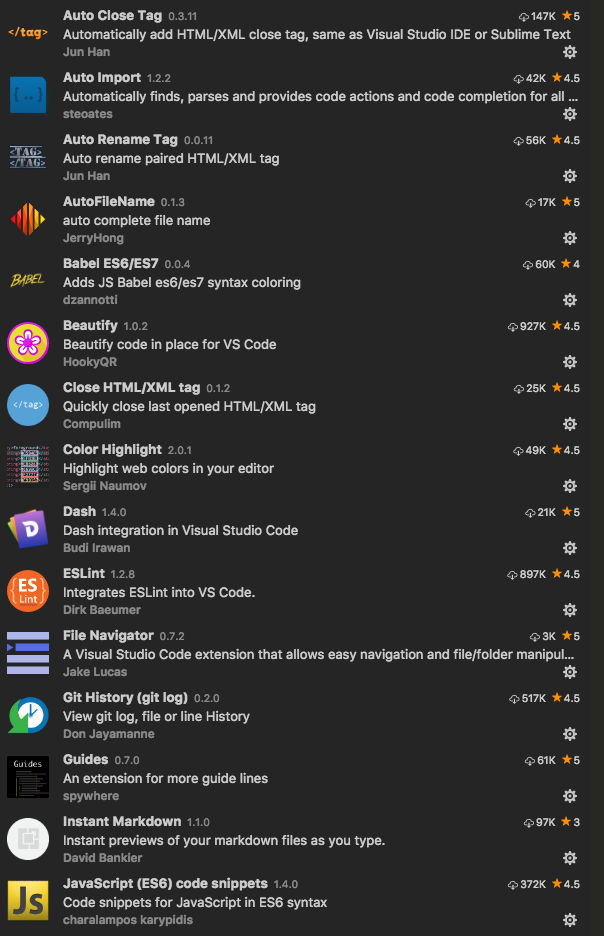 </tag>
Auto Close Tag 0.3.11 147K ★5
Automatically add HTML/XML close tag, same as Visual Studio IDE or Sublime Text
Jun Han
{..}
Auto Import 1.2.2 42K ★4.5
Automatically finds, parses and provides code actions and code completion for all ...
steoates
<TAG>
</TAG>
Auto Rename Tag 0.0.11 56K ★4.5
Auto rename paired HTML/XML tag
Jun Han
AutoFileName 0.1.3 17K ★5
auto complete file name
JerryHong
BABEL
Babel ES6/ES7 0.0.4 60K ★4
Adds JS Babel es6/es7 syntax coloring
dzannotti
Beautify 1.0.2 927K ★4.5
Beautify code in place for VS Code
HookyQR
</tag>
Close HTML/XML tag 0.1.2 25K ★4.5
Quickly close last opened HTML/XML tag
Compulim
Color Highlight 2.0.1 49K ★4.5
Highlight web colors in your editor
Sergii Naumov
D
Dash 1.4.0 21K ★5
Dash integration in Visual Studio Code
Budi Irawan
{ES}
Lint
ESLint 1.2.8 897K ★4.5
Integrates ESLint into VS Code.
Dirk Baeumer
File Navigator 0.7.2 3K ★5
A Visual Studio Code extension that allows easy navigation and file/folder manipul...
Jake Lucas
Git History (git log) 0.2.0 517K ★4.5
View git log, file or line History
Don Jayamanne
Guides
Guides 0.7.0 61K ★5
An extension for more guide lines
spywhere
Instant Markdown 1.1.0 97K ★3
Instant previews of your markdown files as you type.
David Bankier
Js
JavaScript (ES6) code snippets 1.4.0 372K ★4.5
Code snippets for JavaScript in ES6 syntax
charalampos karypidis